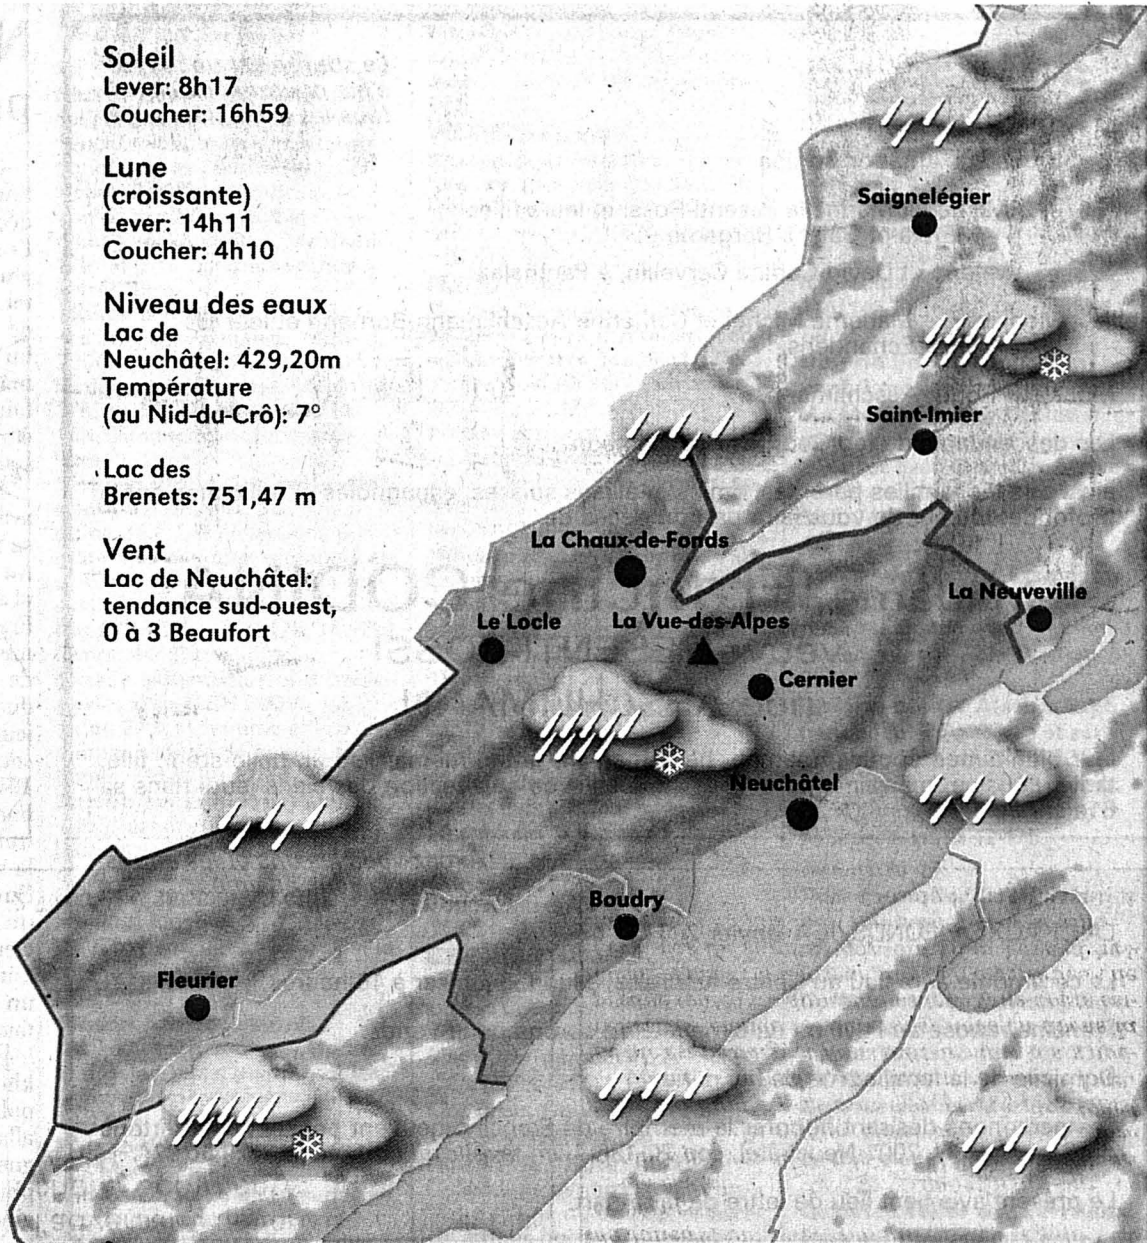 Soleil
Lever: 8h17
Coucher: 16h59
Lune
(croissante)
Lever: 14h11
Coucher: 4h10
Niveau des eaux
Lac de
Neuchâtel: 429,20m
Température
(au Nid-du-Crô): 7°
Lac des
Brenets: 751,47 m
Vent
Lac de Neuchâtel:
tendance sud-ouest,
0 à 3 Beaufort
Saignelégier
Saint-Imier
La Chaux-de-Fonds
La Neuveville
Le Locle
La Vue-des-Alpes
Cernier
Neuchâtel
Boudry
Fleurier